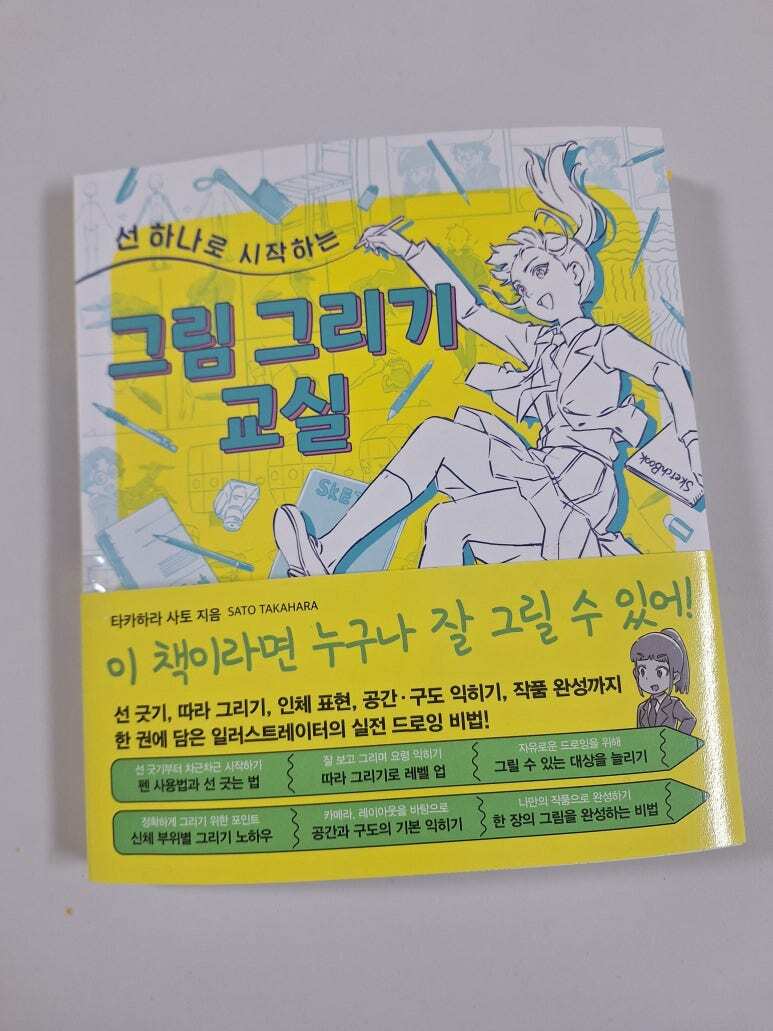 선 하나로 시작하는
그림 그리기
교실
SketchBook
SKET
타카하라 사토 지음 SATO TAKAHARA
이 책이라면 누구나 잘 그릴 수 있어!
선 긋기, 따라 그리기, 인체 표현, 공간·구도 익히기, 작품 완성까지
한 권에 담은 일러스트레이터의 실전 드로잉 비법!
선 긋기부터 차근차근 시작하기
펜 사용법과 선 긋는 법
잘 보고 그리며 요령 익히기
따라 그리기로 레벨 업
자유로운 드로잉을 위해
그릴 수 있는 대상을 늘리기
정확하게 그리기 위한 포인트
신체 부위별 그리기 노하우
카메라, 레이아웃을 바탕으로
공간과 구도의 기본 익히기
나만의 작품으로 완성하기
한 장의 그림을 완성하는 비법